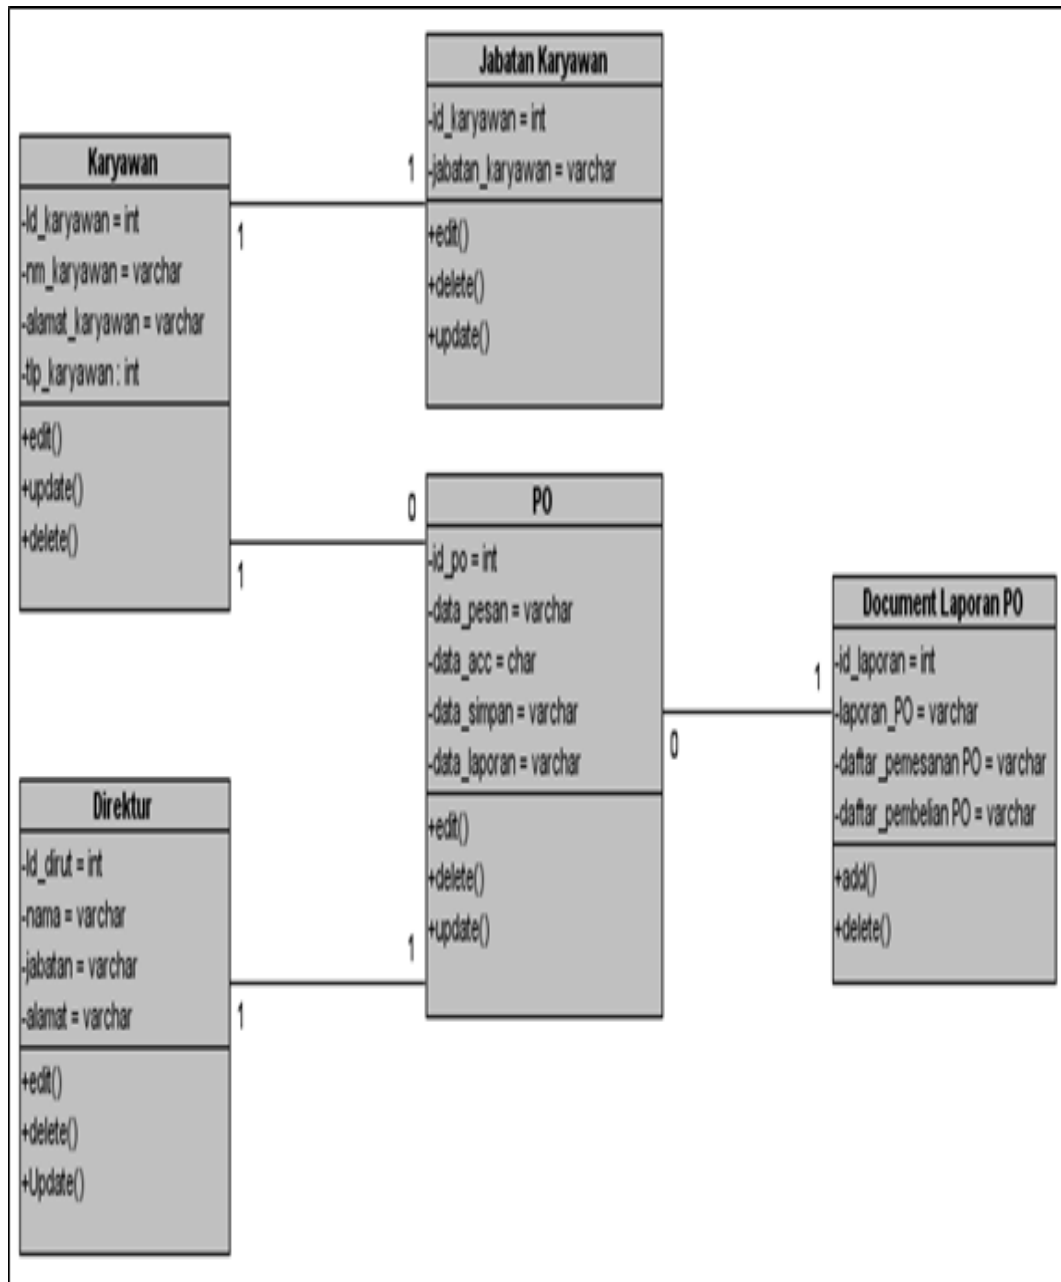 Jabatan Karyawan
-id_karyawan = int
-jabatan_karyawan = varchar
+edit()
+delete()
+update()
Karyawan
-Id_karyawan = int
-nm_karyawan = varchar
-alamat_karyawan = varchar
-tlp_karyawan : int
+edit()
+update()
+delete()
1
1
0
1
PO
-id_po = int
-data_pesan = varchar
-data_acc = char
-data_simpan = varchar
-data_laporan = varchar
+edit()
+delete()
+update()
Document Laporan PO
-id_laporan = int
-laporan_PO = varchar
-daftar_pemesanan PO = varchar
-daftar_pembelian PO = varchar
+add()
+delete()
1
0
Direktur
-Id_dirut = int
-nama = varchar
-jabatan = varchar
-alamat = varchar
+edit()
+delete()
+Update()
1
1